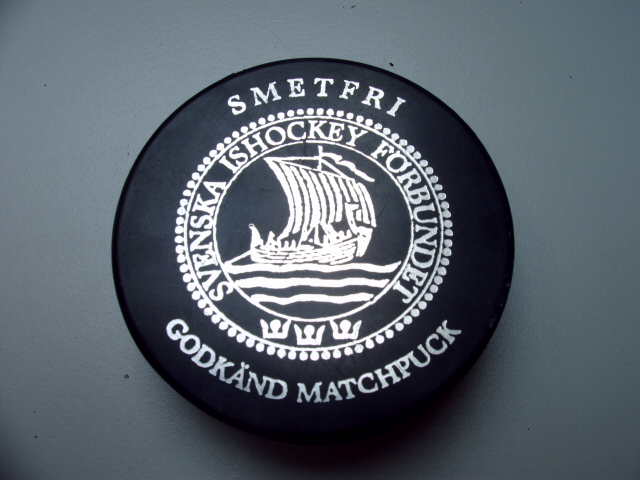 SMETFRI
SVENSKA ISHOCKEY FÖRBUNDET
GODKÄND MATCHPUCK